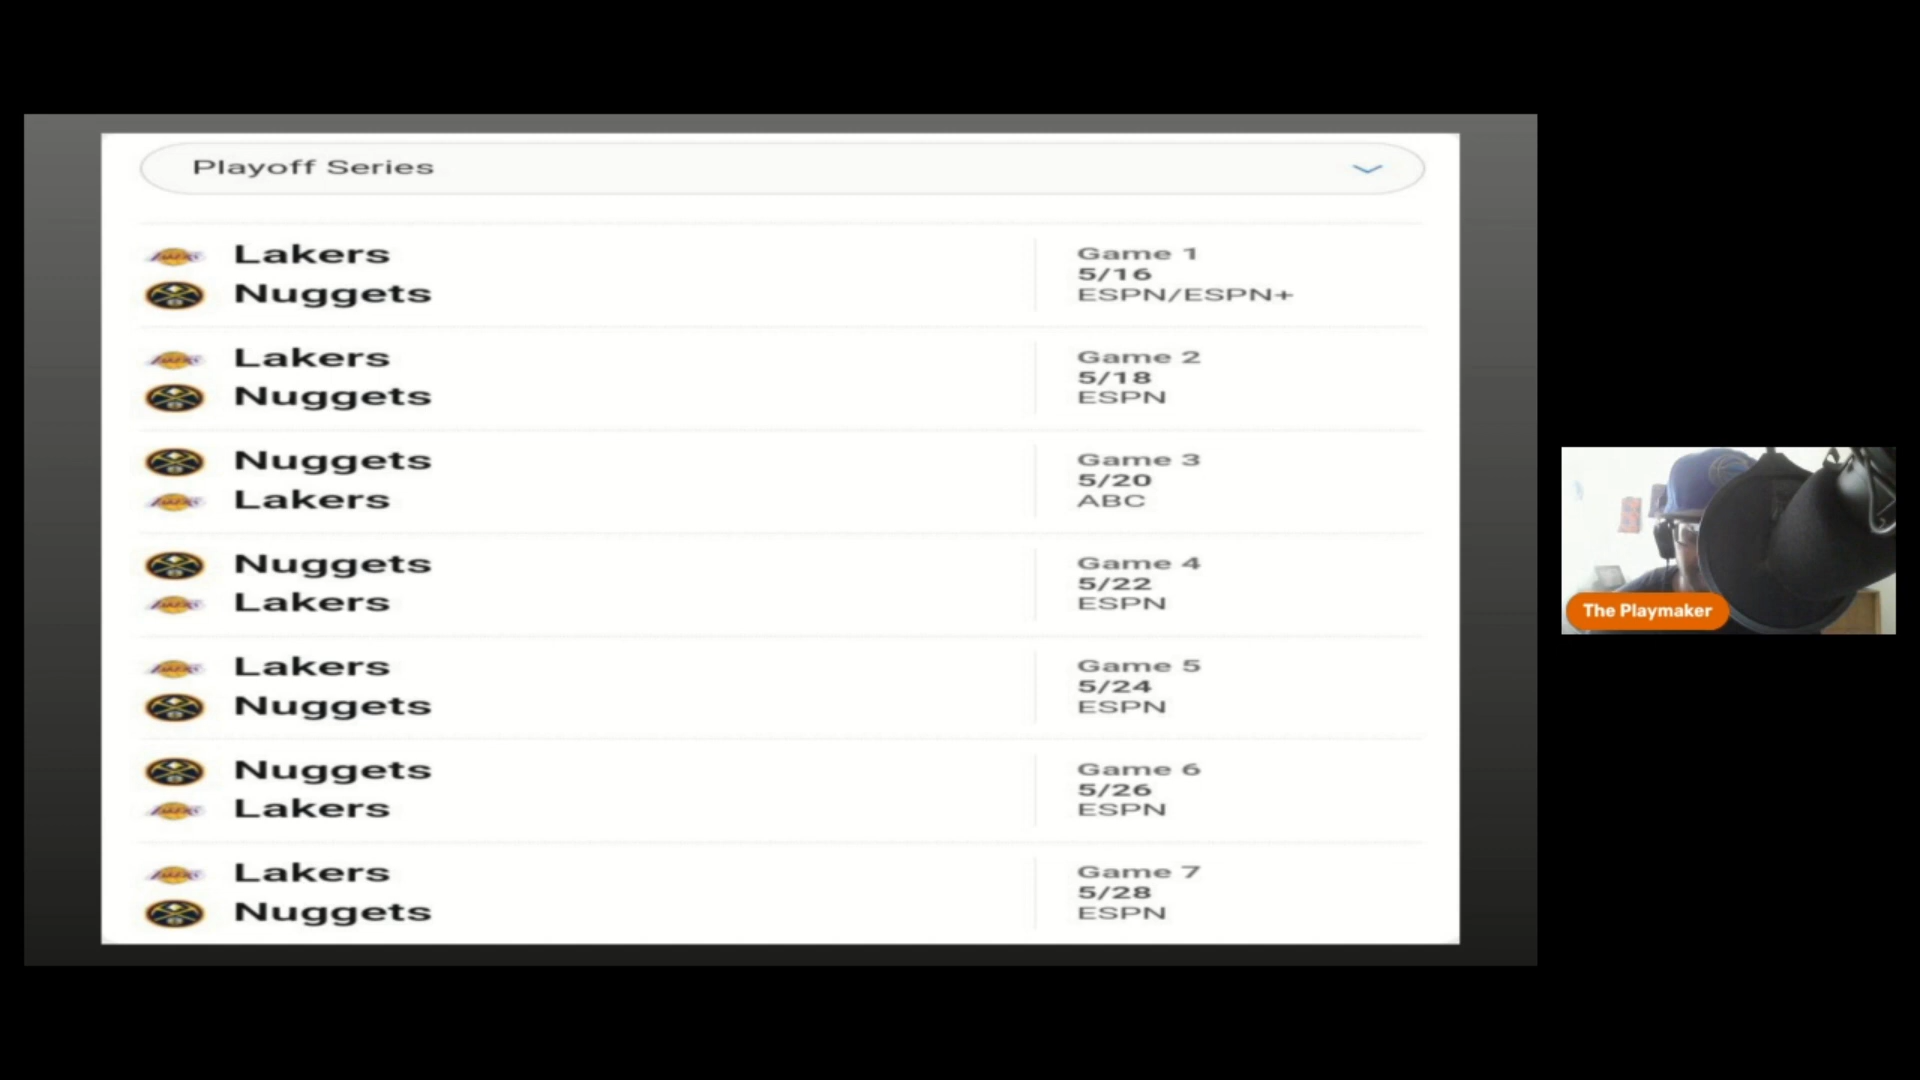 Playoff Series
Lakers
Nuggets
Game 1
5/16
ESPN/ESPN+
Lakers
Nuggets
Game 2
5/18
ESPN
Nuggets
Lakers
Game 3
5/20
ABC
Nuggets
Lakers
Game 4
5/22
ESPN
Lakers
Nuggets
Game 5
5/24
ESPN
Nuggets
Lakers
Game 6
5/26
ESPN
Lakers
Nuggets
Game 7
5/28
ESPN
The Playmaker